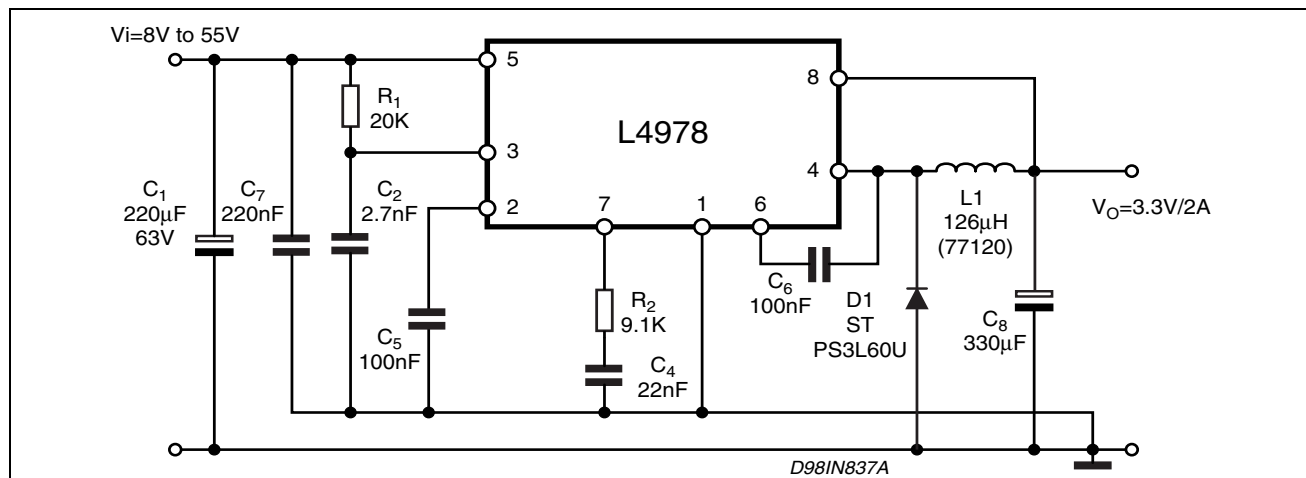 Vi=8V to 55V
5
8
R1
20K
L4978
3
4
C1
220µF
63V
C7
220nF
C2
2.7nF
2
7
1
6
L1
126µH
(77120)
VO=3.3V/2A
C6
100nF
R2
9.1K
D1
ST
PS3L60U
C8
330µF
C5
100nF
C4
22nF
D98IN837A